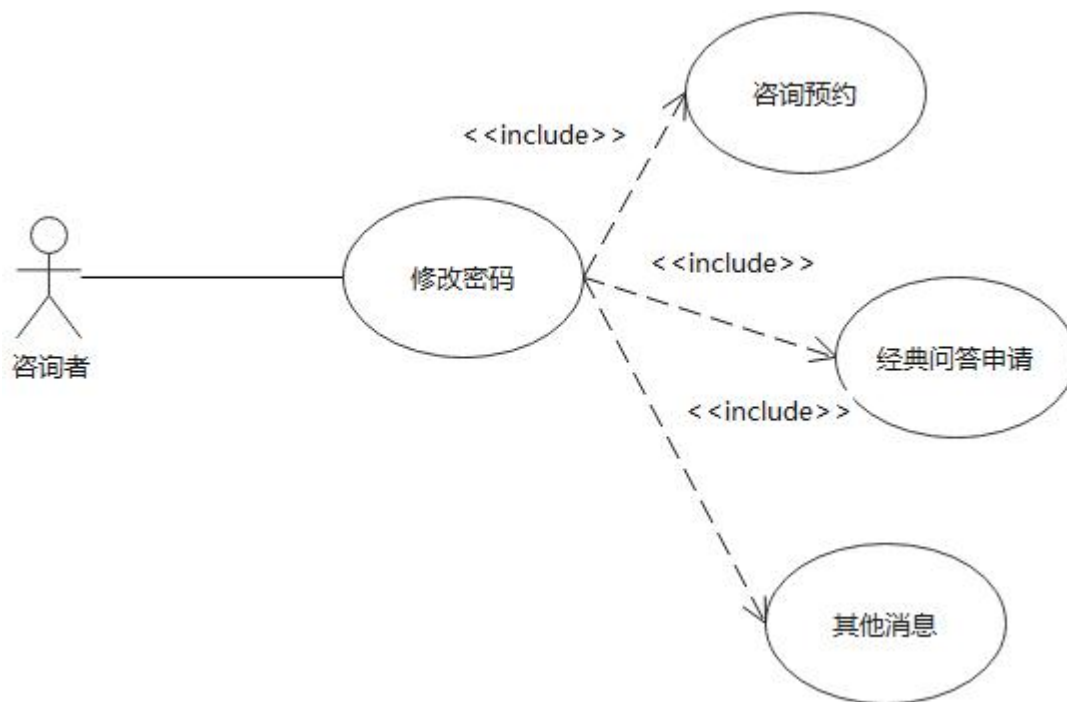 咨询预约
<<include>>
<<include>>
修改密码
经典问答申请
咨询者
<<include>>
其他消息